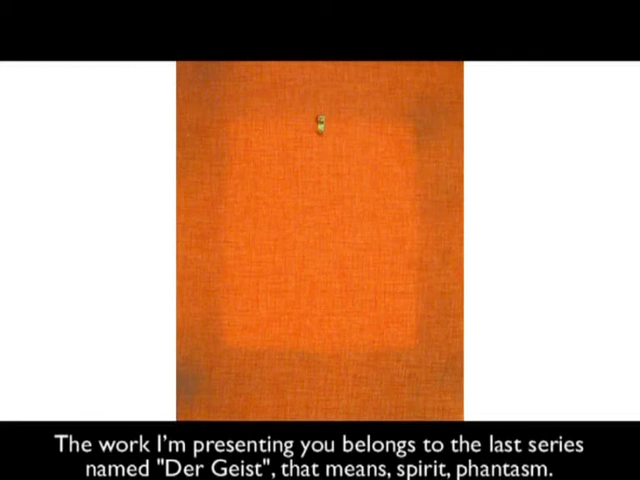 The work I'm presenting you belongs to the last series
named "Der Geist", that means, spirit, phantasm.